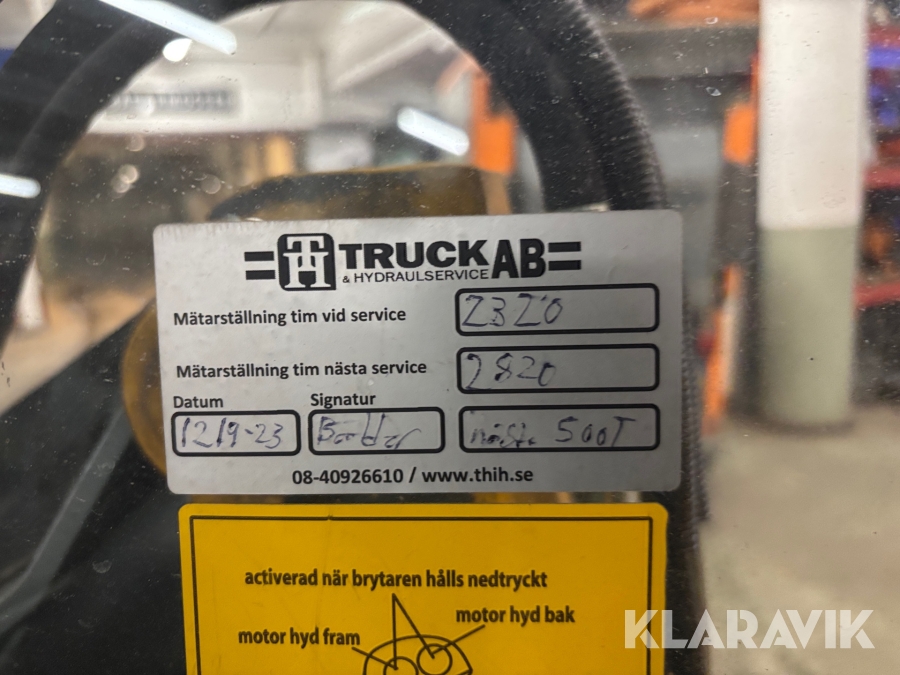 TH TRUCK AB
& HYDRAULSERVICE
Mätarställning tim vid service 2320
Mätarställning tim nästa service 2820
Datum Signatur
12/9-23 nästa 500T
08-40926610 / www.thih.se
activerad när brytaren hålls nedtryckt
motor hyd bak
motor hyd fram
KLARAVIK